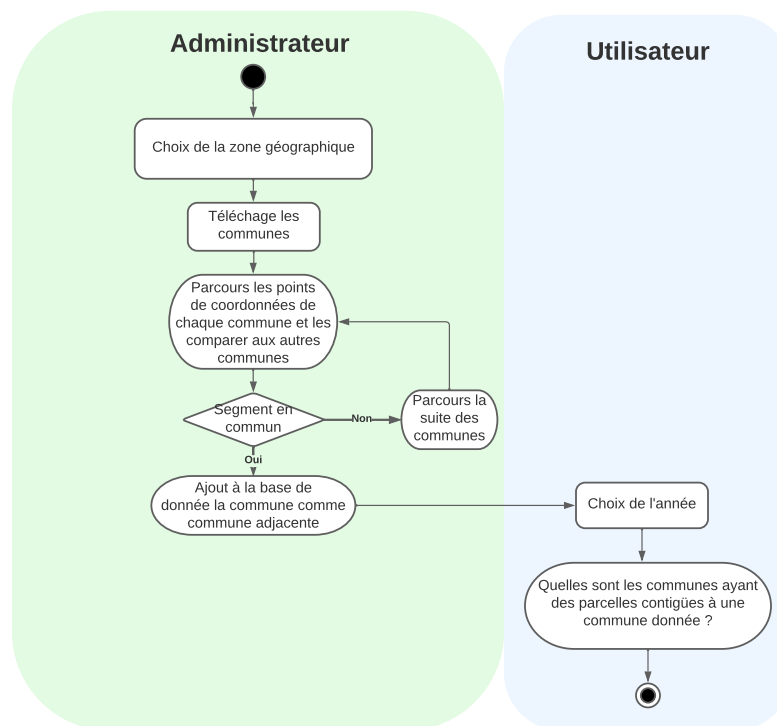 Administrateur
Choix de la zone géographique
Téléchage les
communes
Parcours les points
de coordonnées de
chaque commune et les
comparer aux autres
communes
Segment en
commun
Non
Parcours la
suite des
communes
Oui
Ajout à la base de
donnée la commune comme
commune adjacente
Utilisateur
Choix de l'année
Quelles sont les communes ayant
des parcelles contigües à une
commune donnée ?